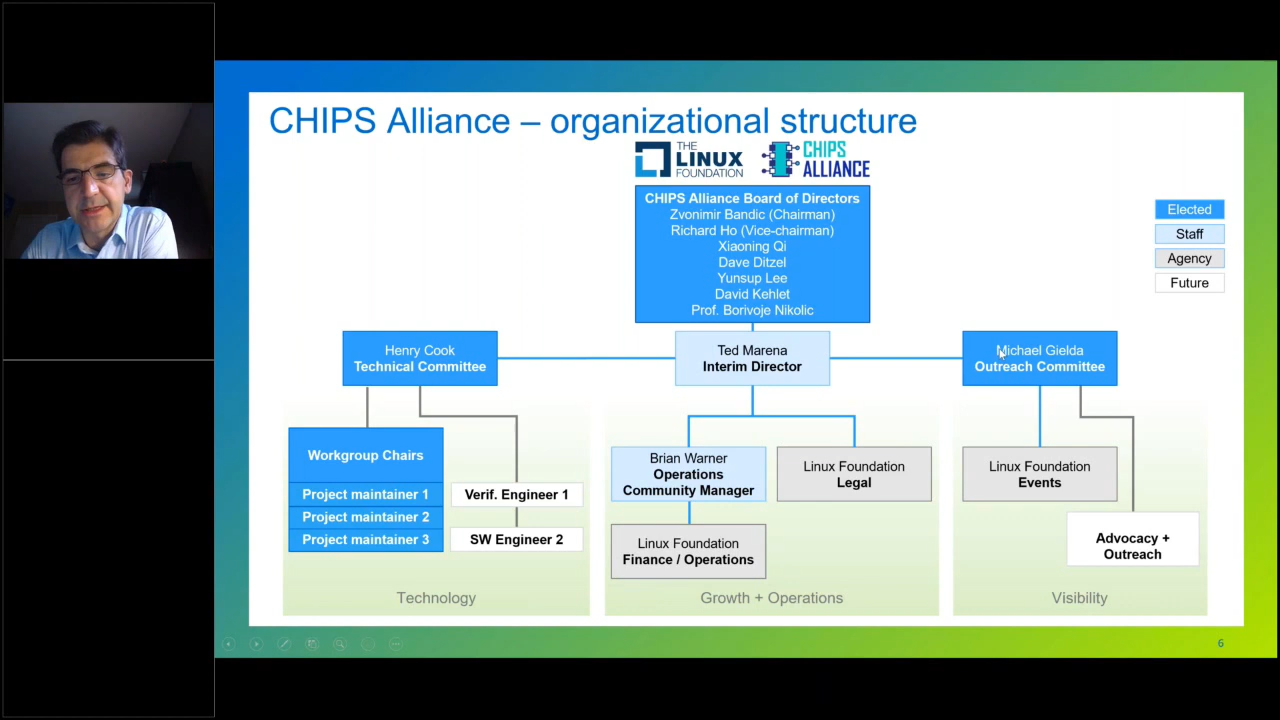 CHIPS Alliance – organizational structure
THE
LINUX
FOUNDATION
CHIPS
ALLIANCE
CHIPS Alliance Board of Directors
Zvonimir Bandic (Chairman)
Richard Ho (Vice-chairman)
Xiaoning Qi
Dave Ditzel
Yunsup Lee
David Kehlet
Prof. Borivoje Nikolic
Elected
Staff
Agency
Future
Henry Cook
Technical Committee
Ted Marena
Interim Director
Michael Gielda
Outreach Committee
Workgroup Chairs
Project maintainer 1
Project maintainer 2
Project maintainer 3
Verif. Engineer 1
SW Engineer 2
Technology
Brian Warner
Operations
Community Manager
Linux Foundation
Legal
Linux Foundation
Finance / Operations
Growth + Operations
Linux Foundation
Events
Advocacy +
Outreach
Visibility
6